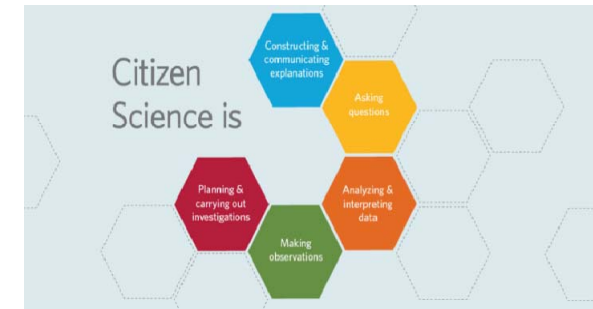 Citizen
Science is
Constructing &
communicating
explanations
Asking
questions
Analyzing &
interpreting
data
Making
observations
Planning &
carrying out
investigations